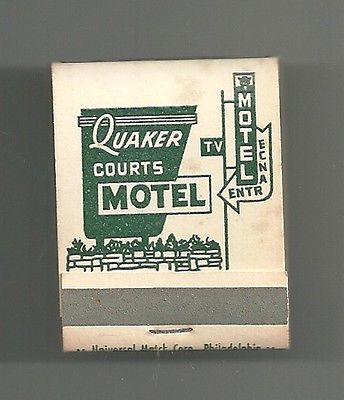 QUAKER
COURTS
MOTEL
TV
MOTEL
ENTRANCE
Universal Match Corp., Philadelphia